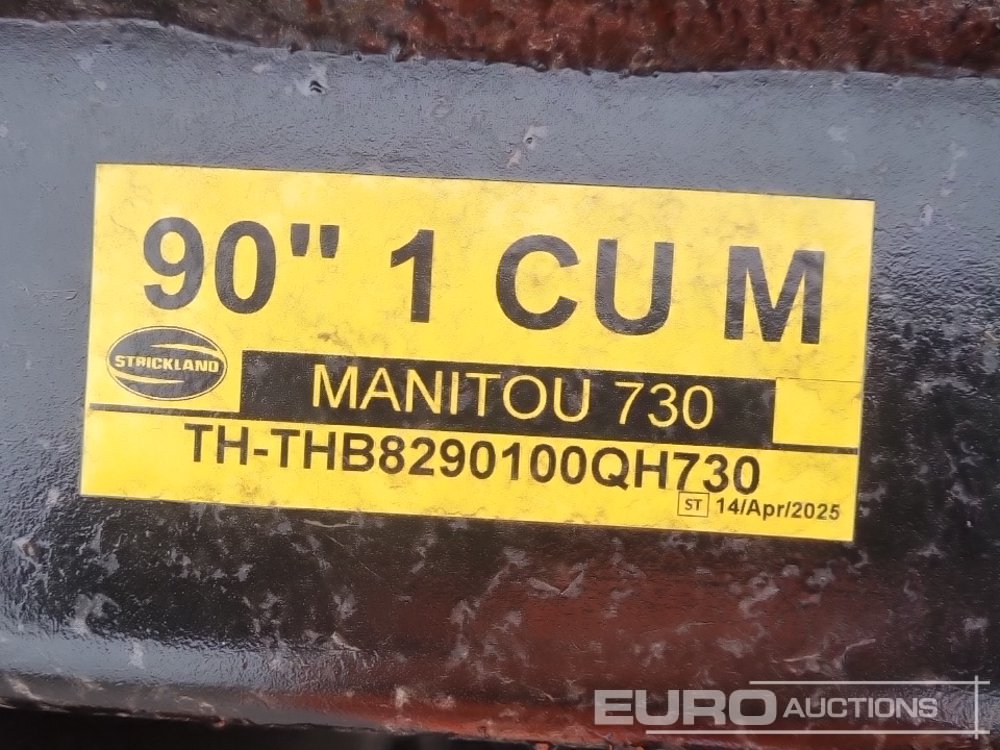 90" 1 CU M
STRICKLAND
MANITOU 730
TH-THB8290100QH730
ST 14/Apr/2025
EURO AUCTIONS